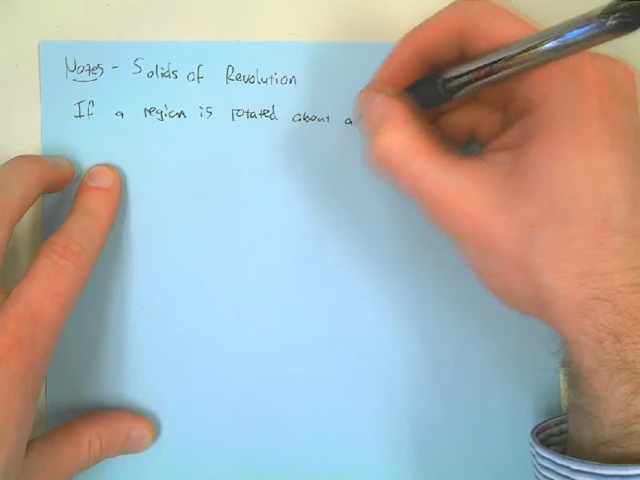 Notes - Solids of Revolution
If a region is rotated about a